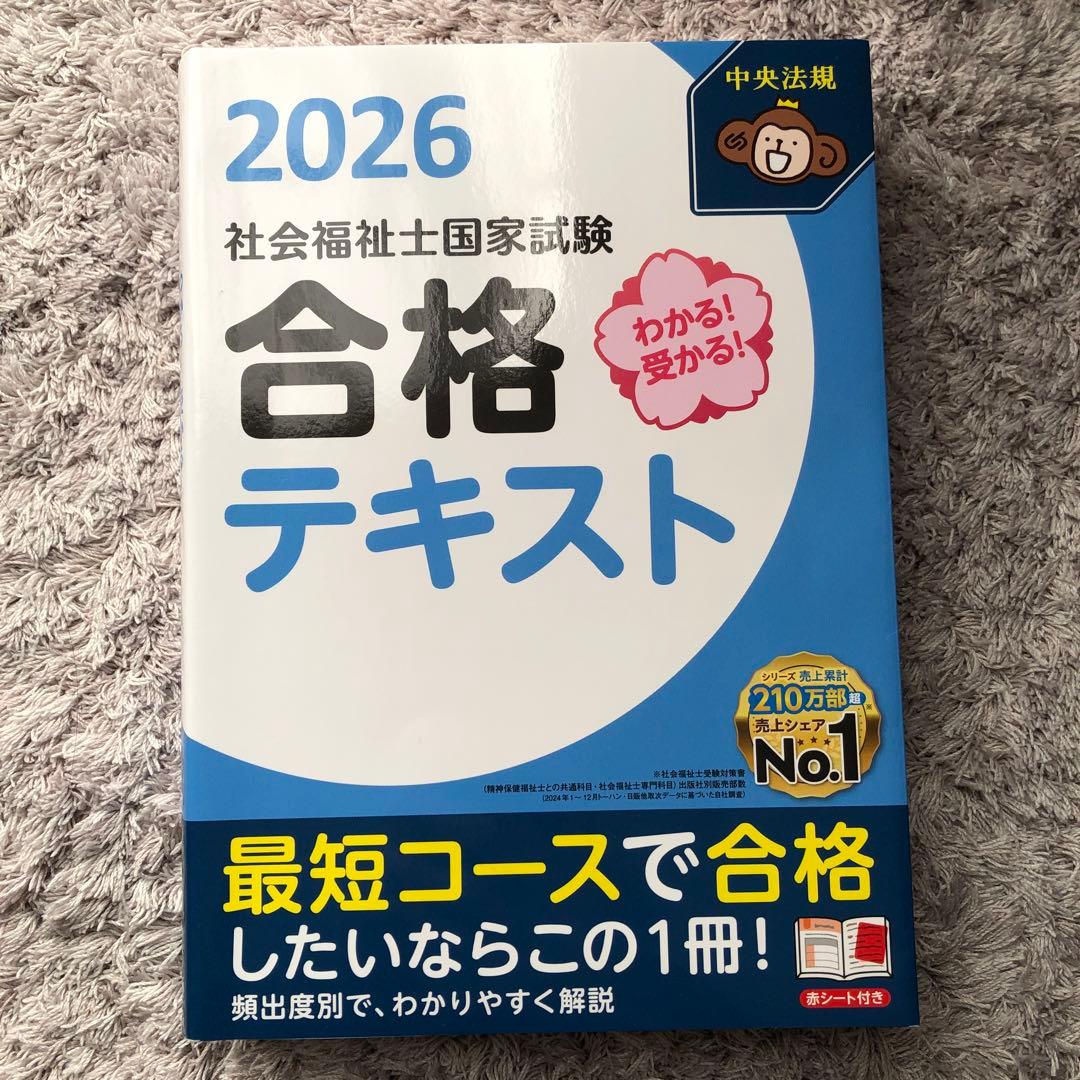 中央法規
2026
社会福祉士国家試験
わかる!
受かる!
合格
テキスト
シリーズ 売上累計
210万部超
売上シェア
No.1
※
※社会福祉士受験対策書
(精神保健福祉士との共通科目・社会福祉士専門科目) 出版社別販売部数
(2024年1〜12月トーハン・日販他取次データに基づいた自社調査)
最短コースで合格
したいならこの1冊!
頻出度別で、わかりやすく解説
赤シート付き